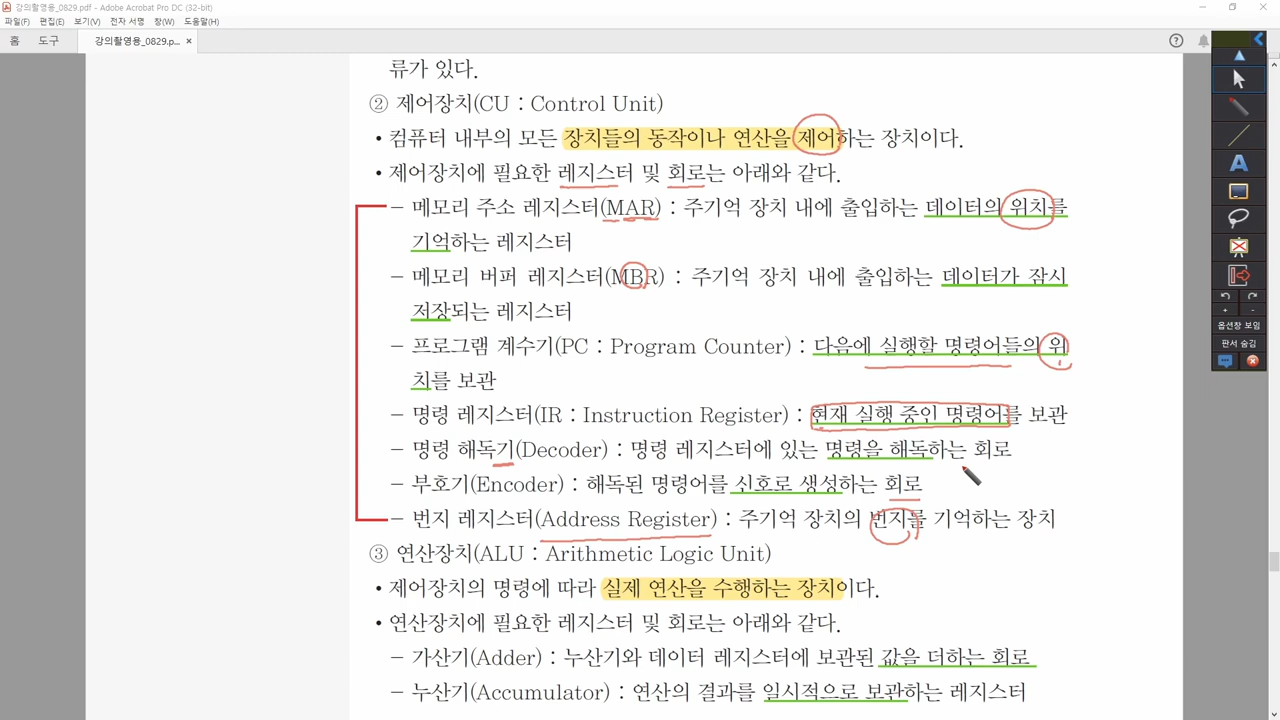 강의촬영용_0829.pdf - Adobe Acrobat Pro DC (32-bit)
파일(F) 편집(E) 보기(V) 전자 서명 창(W) 도움말(H)
홈 도구 강의촬영용_0829.p... ×
류가 있다.
② 제어장치(CU : Control Unit)
• 컴퓨터 내부의 모든 장치들의 동작이나 연산을 제어하는 장치이다.
• 제어장치에 필요한 레지스터 및 회로는 아래와 같다.
- 메모리 주소 레지스터(MAR) : 주기억 장치 내에 출입하는 데이터의 위치를
기억하는 레지스터
- 메모리 버퍼 레지스터(MBR) : 주기억 장치 내에 출입하는 데이터가 잠시
저장되는 레지스터
- 프로그램 계수기(PC : Program Counter) : 다음에 실행할 명령어들의 위
치를 보관
- 명령 레지스터(IR : Instruction Register) : 현재 실행 중인 명령어를 보관
- 명령 해독기(Decoder) : 명령 레지스터에 있는 명령을 해독하는 회로
- 부호기(Encoder) : 해독된 명령어를 신호로 생성하는 회로
- 번지 레지스터(Address Register) : 주기억 장치의 번지를 기억하는 장치
③ 연산장치(ALU : Arithmetic Logic Unit)
• 제어장치의 명령에 따라 실제 연산을 수행하는 장치이다.
• 연산장치에 필요한 레지스터 및 회로는 아래와 같다.
- 가산기(Adder) : 누산기와 데이터 레지스터에 보관된 값을 더하는 회로
- 누산기(Accumulator) : 연산의 결과를 일시적으로 보관하는 레지스터
A
+ -
옵션창 보임
판서 숨김